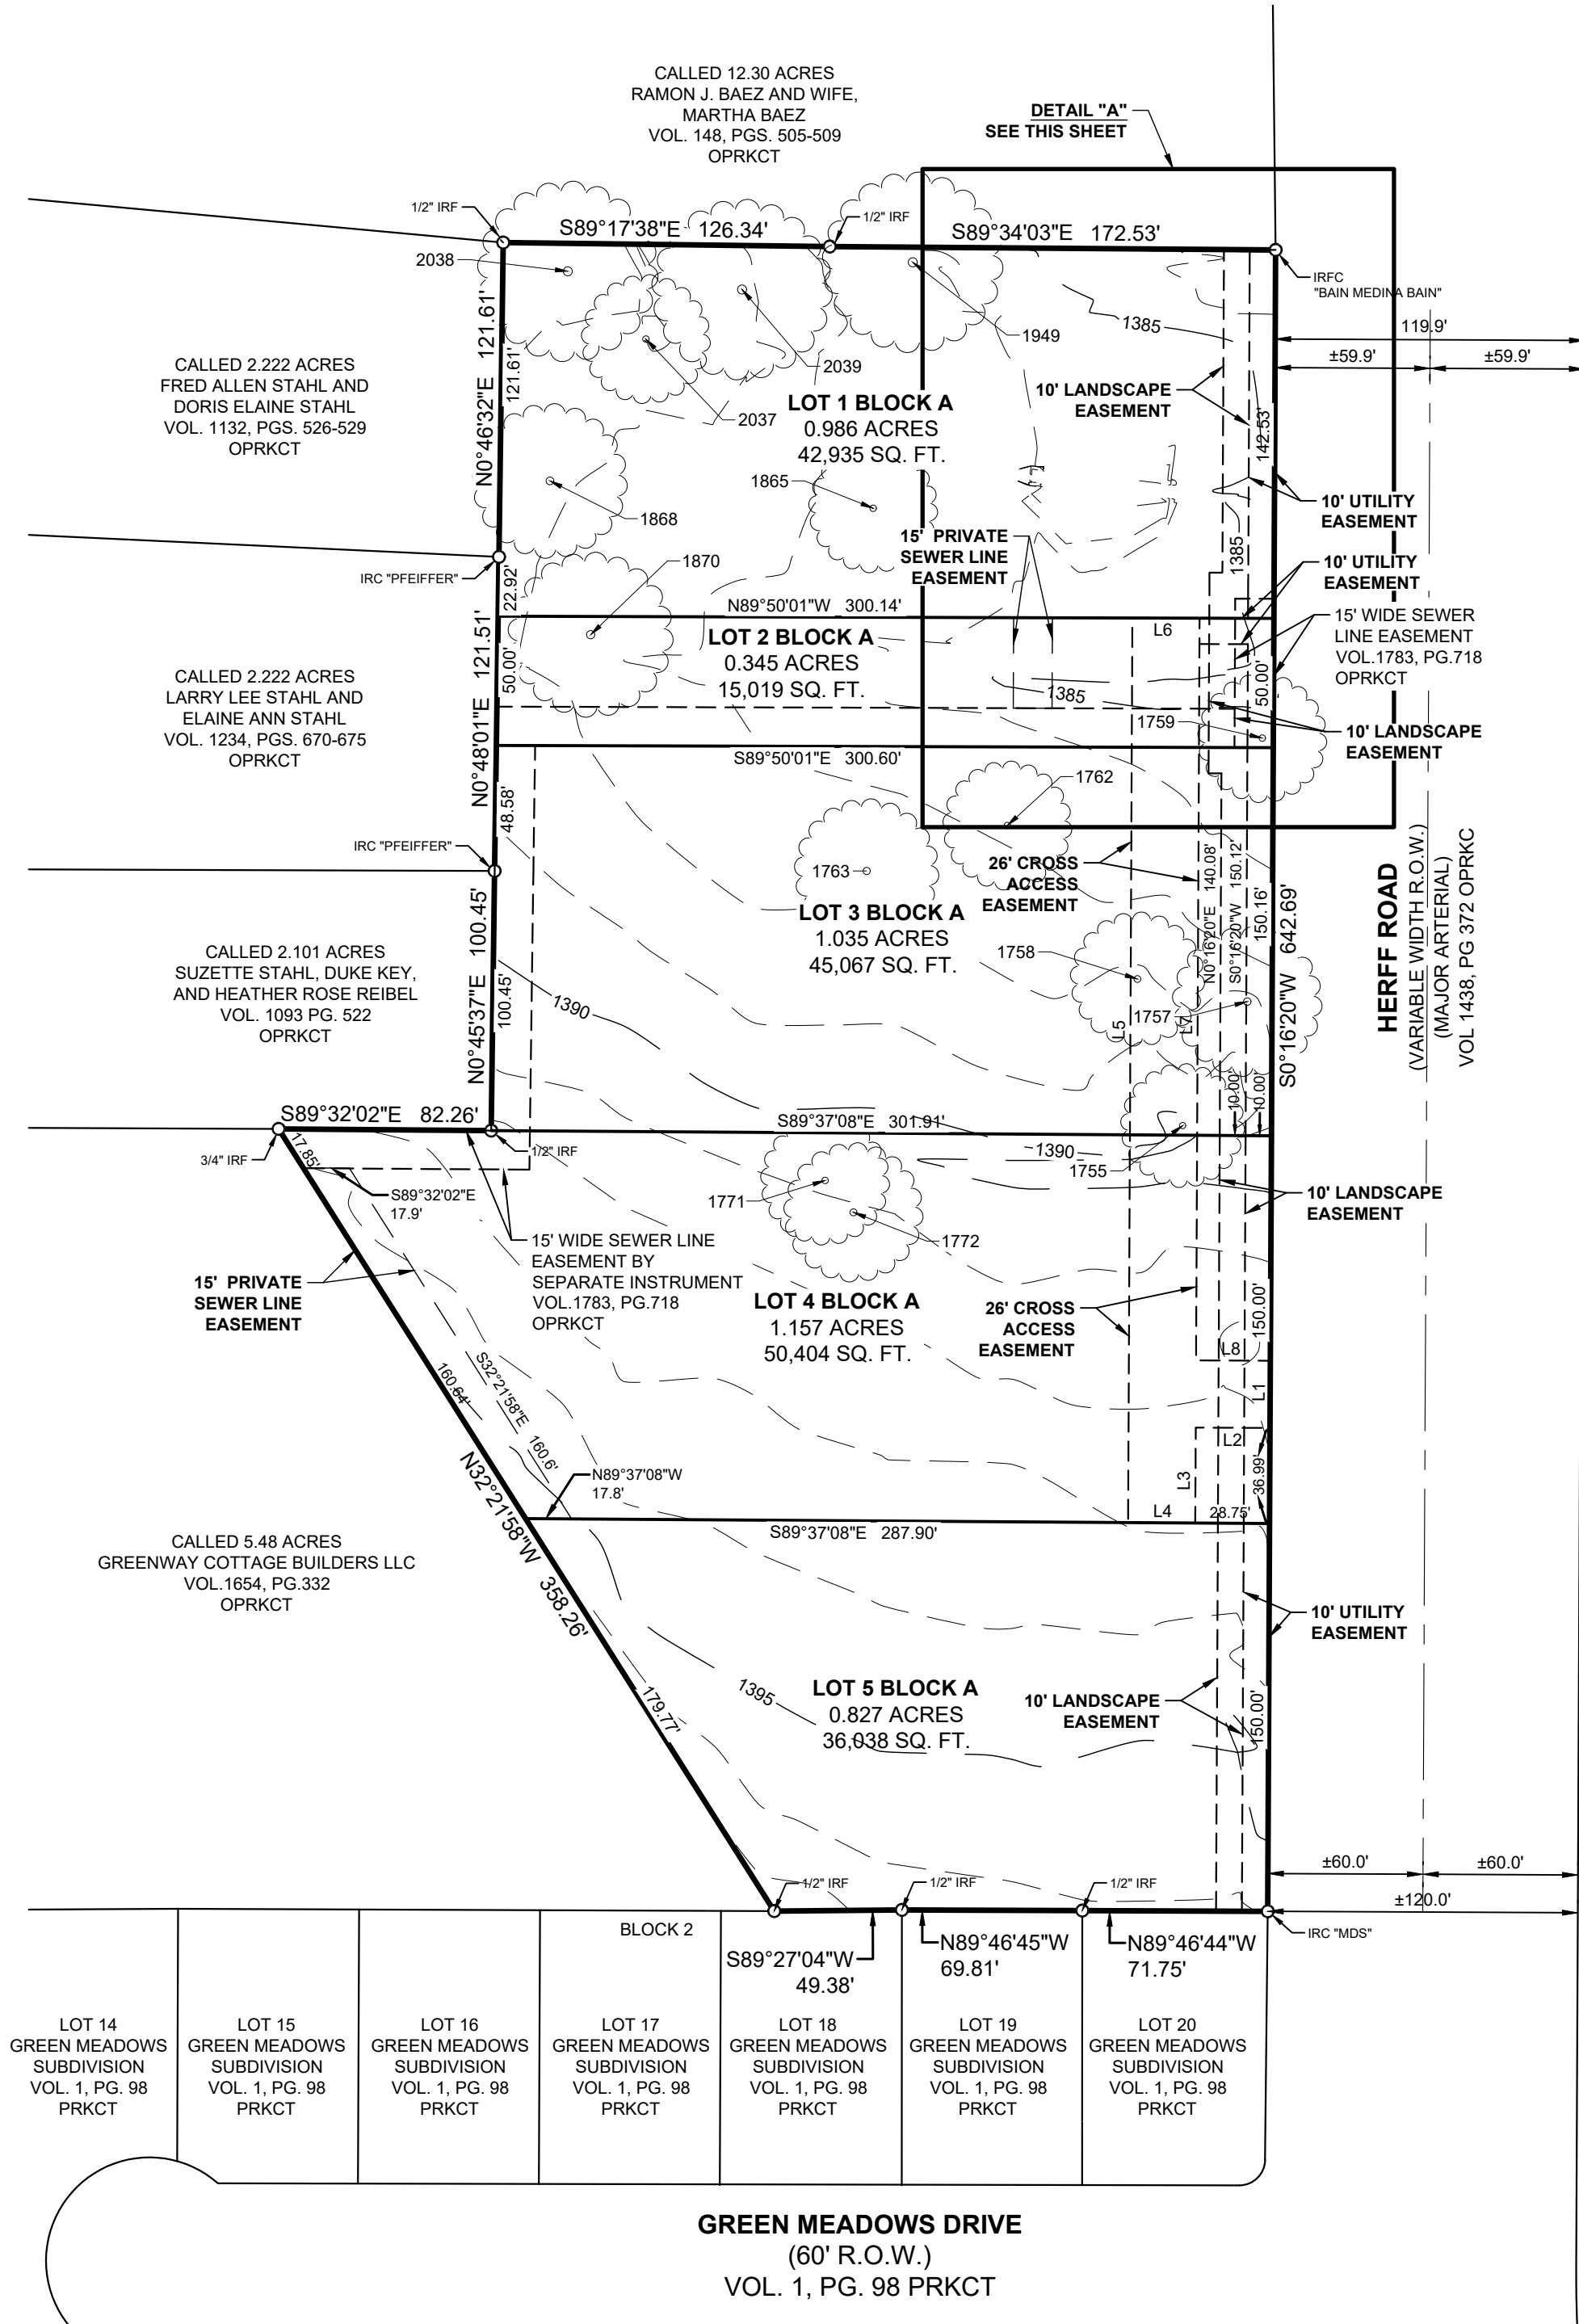 CALLED 12.30 ACRES
RAMON J. BAEZ AND WIFE,
MARTHA BAEZ
VOL. 148, PGS. 505-509
OPRKCT
DETAIL "A"
SEE THIS SHEET
1/2" IRF
S89°17'38"E 126.34'
1/2" IRF
S89°34'03"E 172.53'
2038
IRFC
"BAIN MEDINA BAIN"
1949
1385
119.9'
±59.9'
±59.9'
N0°46'32"E 121.61'
121.61'
CALLED 2.222 ACRES
FRED ALLEN STAHL AND
DORIS ELAINE STAHL
VOL. 1132, PGS. 526-529
OPRKCT
2039
2037
LOT 1 BLOCK A
0.986 ACRES
42,935 SQ. FT.
10' LANDSCAPE
EASEMENT
142.53'
1865
1868
10' UTILITY
EASEMENT
15' PRIVATE
SEWER LINE
EASEMENT
1385
1870
IRC "PFEIFFER"
22.92'
10' UTILITY
EASEMENT
N89°50'01"W 300.14'
L6
15' WIDE SEWER
LINE EASEMENT
VOL.1783, PG.718
OPRKCT
LOT 2 BLOCK A
0.345 ACRES
15,019 SQ. FT.
50.00'
50.00'
1385
CALLED 2.222 ACRES
LARRY LEE STAHL AND
ELAINE ANN STAHL
VOL. 1234, PGS. 670-675
OPRKCT
N0°48'01"E 121.51'
1759
10' LANDSCAPE
EASEMENT
S89°50'01"E 300.60'
1762
48.58'
IRC "PFEIFFER"
1763
26' CROSS
ACCESS
EASEMENT
N0°16'20"E 140.08'
S0°16'20"W 150.12'
150.16'
S0°16'20"W 642.69'
HERFF ROAD
(VARIABLE WIDTH R.O.W.)
(MAJOR ARTERIAL)
VOL 1438, PG 372 OPRKC
LOT 3 BLOCK A
1.035 ACRES
45,067 SQ. FT.
CALLED 2.101 ACRES
SUZETTE STAHL, DUKE KEY,
AND HEATHER ROSE REIBEL
VOL. 1093 PG. 522
OPRKCT
N0°45'37"E 100.45'
100.45'
1390
1758
1757
L5
L7
10.00'
10.00'
S89°32'02"E 82.26'
S89°37'08"E 301.91'
3/4" IRF
17.85'
1/2" IRF
1390
1755
S89°32'02"E
17.9'
1771
1772
10' LANDSCAPE
EASEMENT
15' WIDE SEWER LINE
EASEMENT BY
SEPARATE INSTRUMENT
VOL.1783, PG.718
OPRKCT
15' PRIVATE
SEWER LINE
EASEMENT
LOT 4 BLOCK A
1.157 ACRES
50,404 SQ. FT.
26' CROSS
ACCESS
EASEMENT
150.00'
L8
L1
160.64'
S32°21'58"E 160.6'
L2
L3
36.99'
N89°37'08"W
17.8'
L4
28.75'
S89°37'08"E 287.90'
N32°21'58"W 358.26'
CALLED 5.48 ACRES
GREENWAY COTTAGE BUILDERS LLC
VOL.1654, PG.332
OPRKCT
10' UTILITY
EASEMENT
179.77'
1395
LOT 5 BLOCK A
0.827 ACRES
36,038 SQ. FT.
10' LANDSCAPE
EASEMENT
150.00'
±60.0'
±60.0'
±120.0'
1/2" IRF
1/2" IRF
1/2" IRF
IRC "MDS"
BLOCK 2
S89°27'04"W
49.38'
N89°46'45"W
69.81'
N89°46'44"W
71.75'
LOT 14
GREEN MEADOWS
SUBDIVISION
VOL. 1, PG. 98
PRKCT
LOT 15
GREEN MEADOWS
SUBDIVISION
VOL. 1, PG. 98
PRKCT
LOT 16
GREEN MEADOWS
SUBDIVISION
VOL. 1, PG. 98
PRKCT
LOT 17
GREEN MEADOWS
SUBDIVISION
VOL. 1, PG. 98
PRKCT
LOT 18
GREEN MEADOWS
SUBDIVISION
VOL. 1, PG. 98
PRKCT
LOT 19
GREEN MEADOWS
SUBDIVISION
VOL. 1, PG. 98
PRKCT
LOT 20
GREEN MEADOWS
SUBDIVISION
VOL. 1, PG. 98
PRKCT
GREEN MEADOWS DRIVE
(60' R.O.W.)
VOL. 1, PG. 98 PRKCT